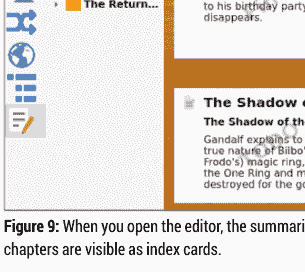 The Return...
to his birthday party
disappears.
The Shadow
The Shadow of the
Gandalf explains to
true nature of Bilbo'
Frodo's) magic ring,
the One Ring and m
destroyed for the go
Figure 9: When you open the editor, the summari
chapters are visible as index cards.